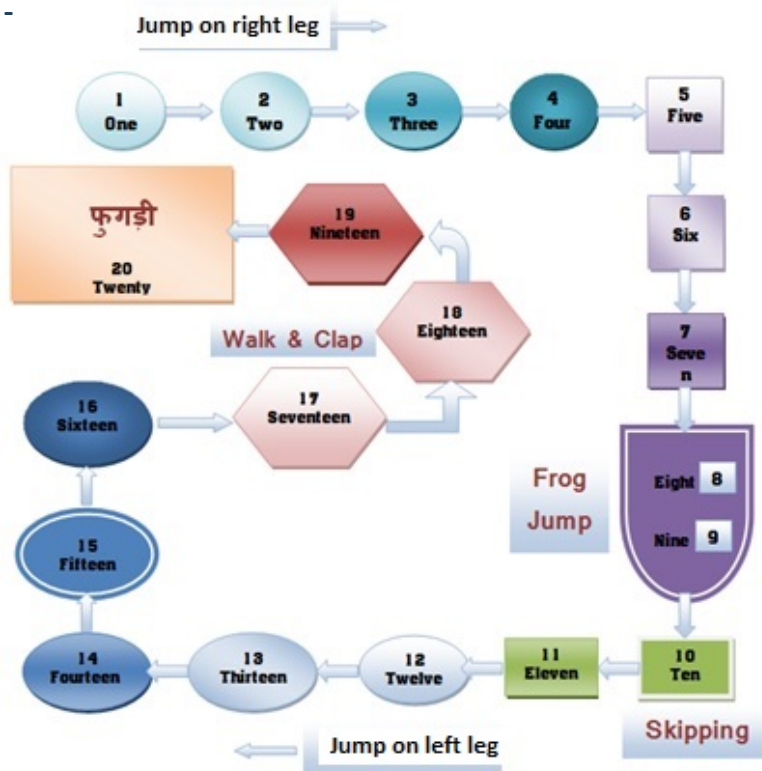 -
Jump on right leg
1
One
2
Two
3
Three
4
Four
5
Five
6
Six
7
Seve
n
Eight 8
Nine 9
Frog
Jump
10
Ten
Skipping
11
Eleven
12
Twelve
13
Thirteen
14
Fourteen
Jump on left leg
15
Fifteen
16
Sixteen
17
Seventeen
18
Eighteen
Walk & Clap
19
Nineteen
फुगड़ी
20
Twenty